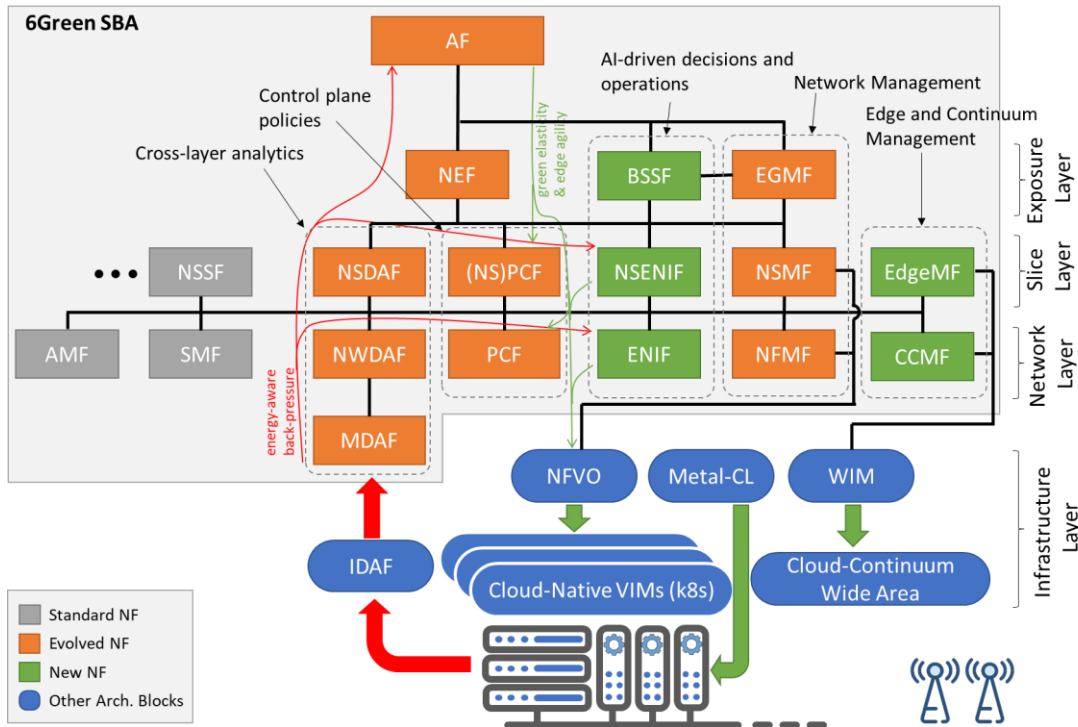 6Green SBA
AF
AI-driven decisions and
operations
Network Management
Control plane
policies
Edge and Continuum
Management
Cross-layer analytics
green elasticity
& edge agility
NEF
BSSF
EGMF
Exposure
Layer
NSSF
NSDAF
(NS)PCF
NSENIF
NSMF
EdgeMF
Slice
Layer
AMF
SMF
NWDAF
PCF
ENIF
NFMF
CCMF
Network
Layer
energy-aware
back-pressure
MDAF
NFVO
Metal-CL
WIM
IDAF
Cloud-Native VIMs (k8s)
Cloud-Continuum
Wide Area
Infrastructure
Layer
Standard NF
Evolved NF
New NF
Other Arch. Blocks